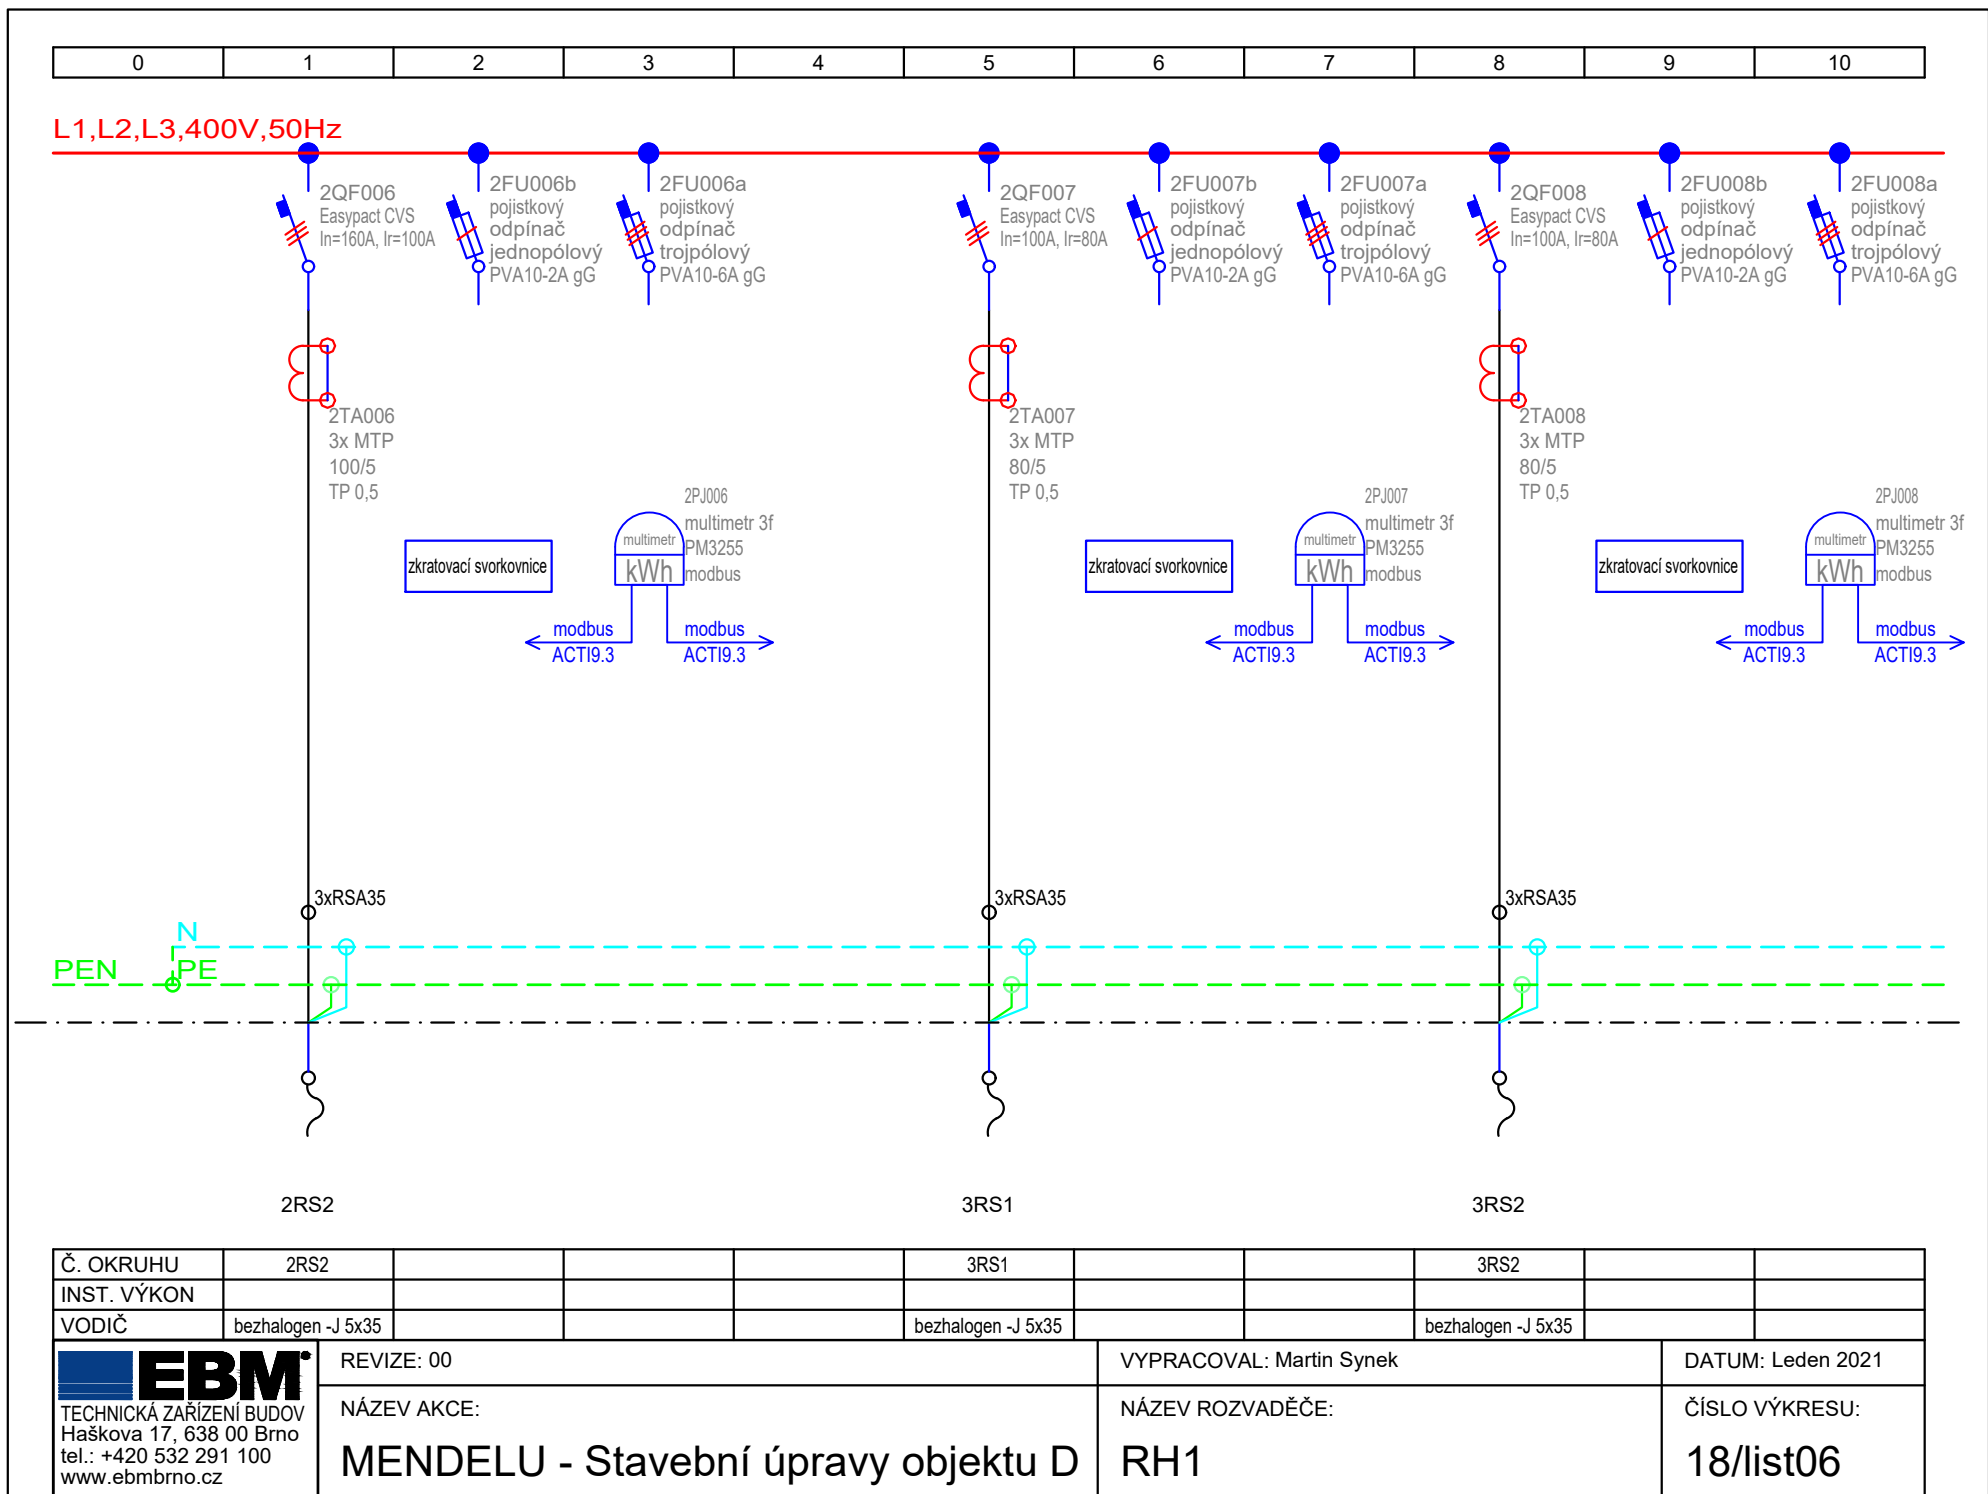 0 1 2 3 4 5 6 7 8 9 10
L1,L2,L3,400V,50Hz
2QF006
Easypact CVS
In=160A, Ir=100A
2FU006b
pojistkový
odpínač
jednopólový
PVA10-2A gG
2FU006a
pojistkový
odpínač
trojpólový
PVA10-6A gG
2QF007
Easypact CVS
In=100A, Ir=80A
2FU007b
pojistkový
odpínač
jednopólový
PVA10-2A gG
2FU007a
pojistkový
odpínač
trojpólový
PVA10-6A gG
2QF008
Easypact CVS
In=100A, Ir=80A
2FU008b
pojistkový
odpínač
jednopólový
PVA10-2A gG
2FU008a
pojistkový
odpínač
trojpólový
PVA10-6A gG
2TA006
3x MTP
100/5
TP 0,5
2TA007
3x MTP
80/5
TP 0,5
2TA008
3x MTP
80/5
TP 0,5
zkratovací svorkovnice
multimetr
kWh
2PJ006
multimetr 3f
PM3255
modbus
modbus
ACTI9.3
modbus
ACTI9.3
zkratovací svorkovnice
multimetr
kWh
2PJ007
multimetr 3f
PM3255
modbus
modbus
ACTI9.3
modbus
ACTI9.3
zkratovací svorkovnice
multimetr
kWh
2PJ008
multimetr 3f
PM3255
modbus
modbus
ACTI9.3
modbus
ACTI9.3
3xRSA35
3xRSA35
3xRSA35
N
PEN
PE
2RS2
3RS1
3RS2
Č. OKRUHU 2RS2 3RS1 3RS2
INST. VÝKON
VODIČ bezhalogen -J 5x35 bezhalogen -J 5x35 bezhalogen -J 5x35
EBM
TECHNICKÁ ZAŘÍZENÍ BUDOV
Haškova 17, 638 00 Brno
tel.: +420 532 291 100
www.ebmbrno.cz
REVIZE: 00
VYPRACOVAL: Martin Synek
DATUM: Leden 2021
NÁZEV AKCE:
MENDELU - Stavební úpravy objektu D
NÁZEV ROZVADĚČE:
RH1
ČÍSLO VÝKRESU:
18/list06